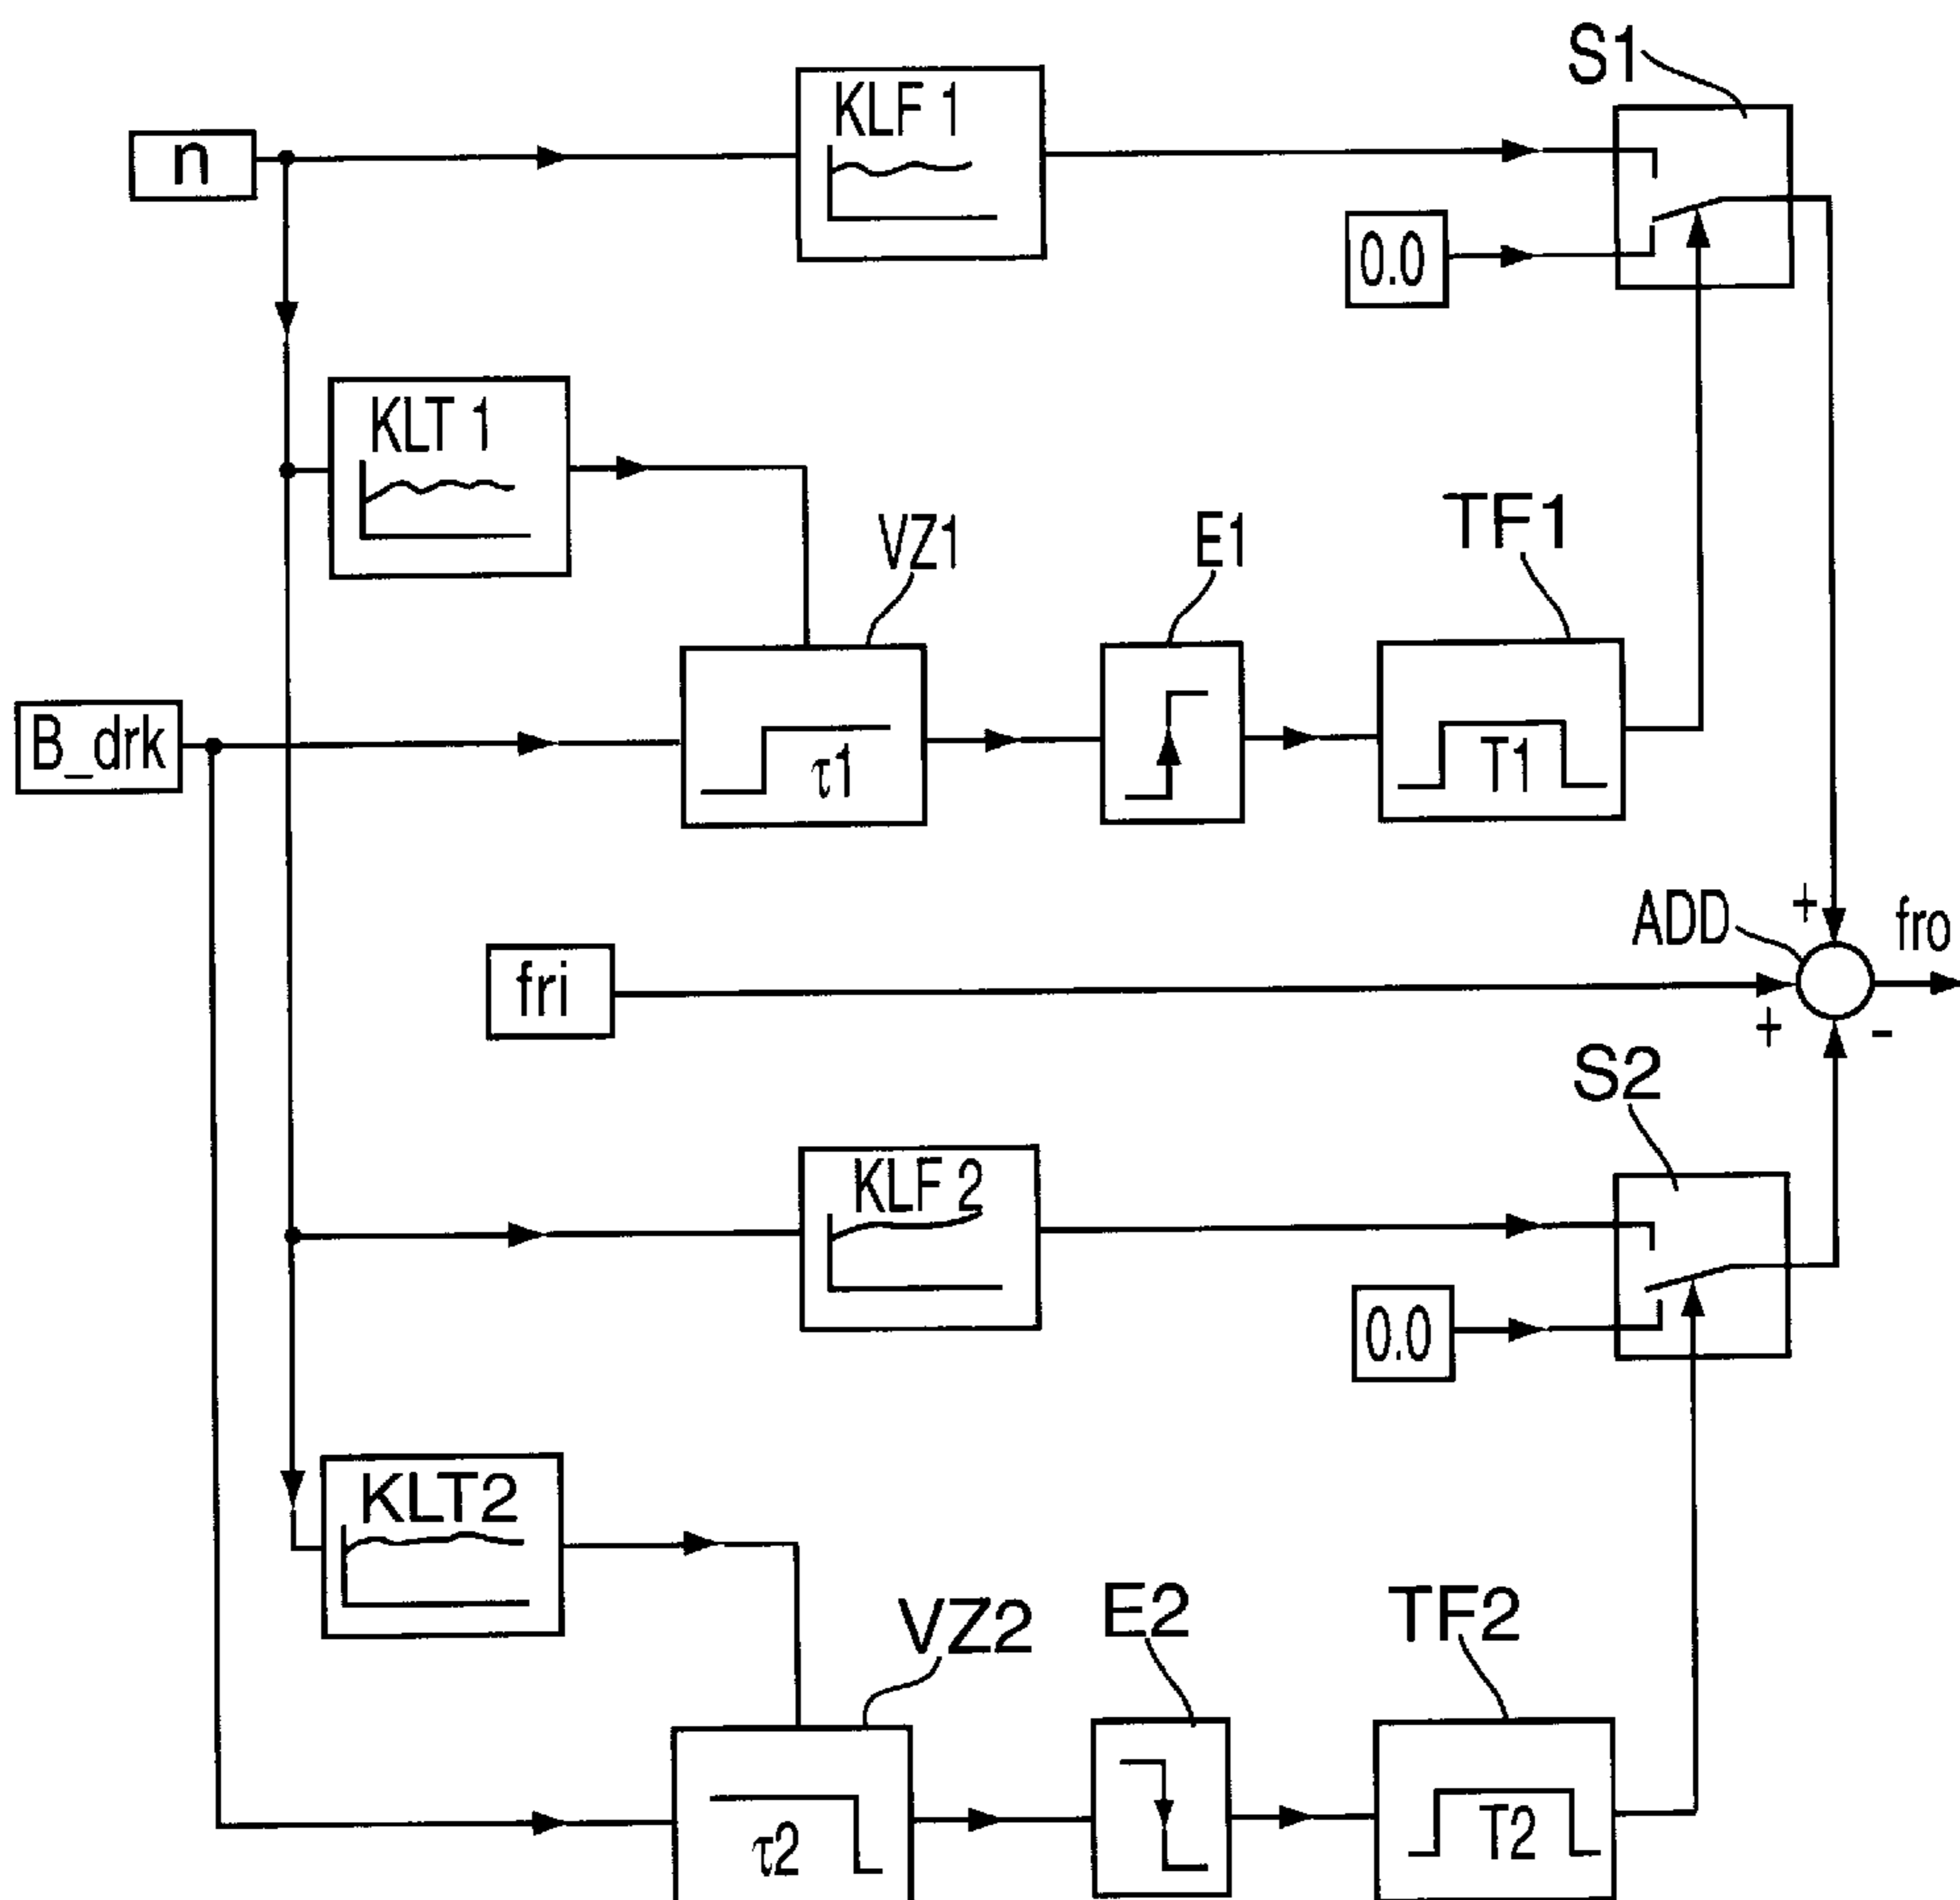 S1
KLF 1
n
0.0
KLT 1
VZ1
E1
TF1
B_drk
τ1
T1
ADD
+
fro
fri
+
-
S2
KLF 2
0.0
KLT2
VZ2
E2
TF2
τ2
T2